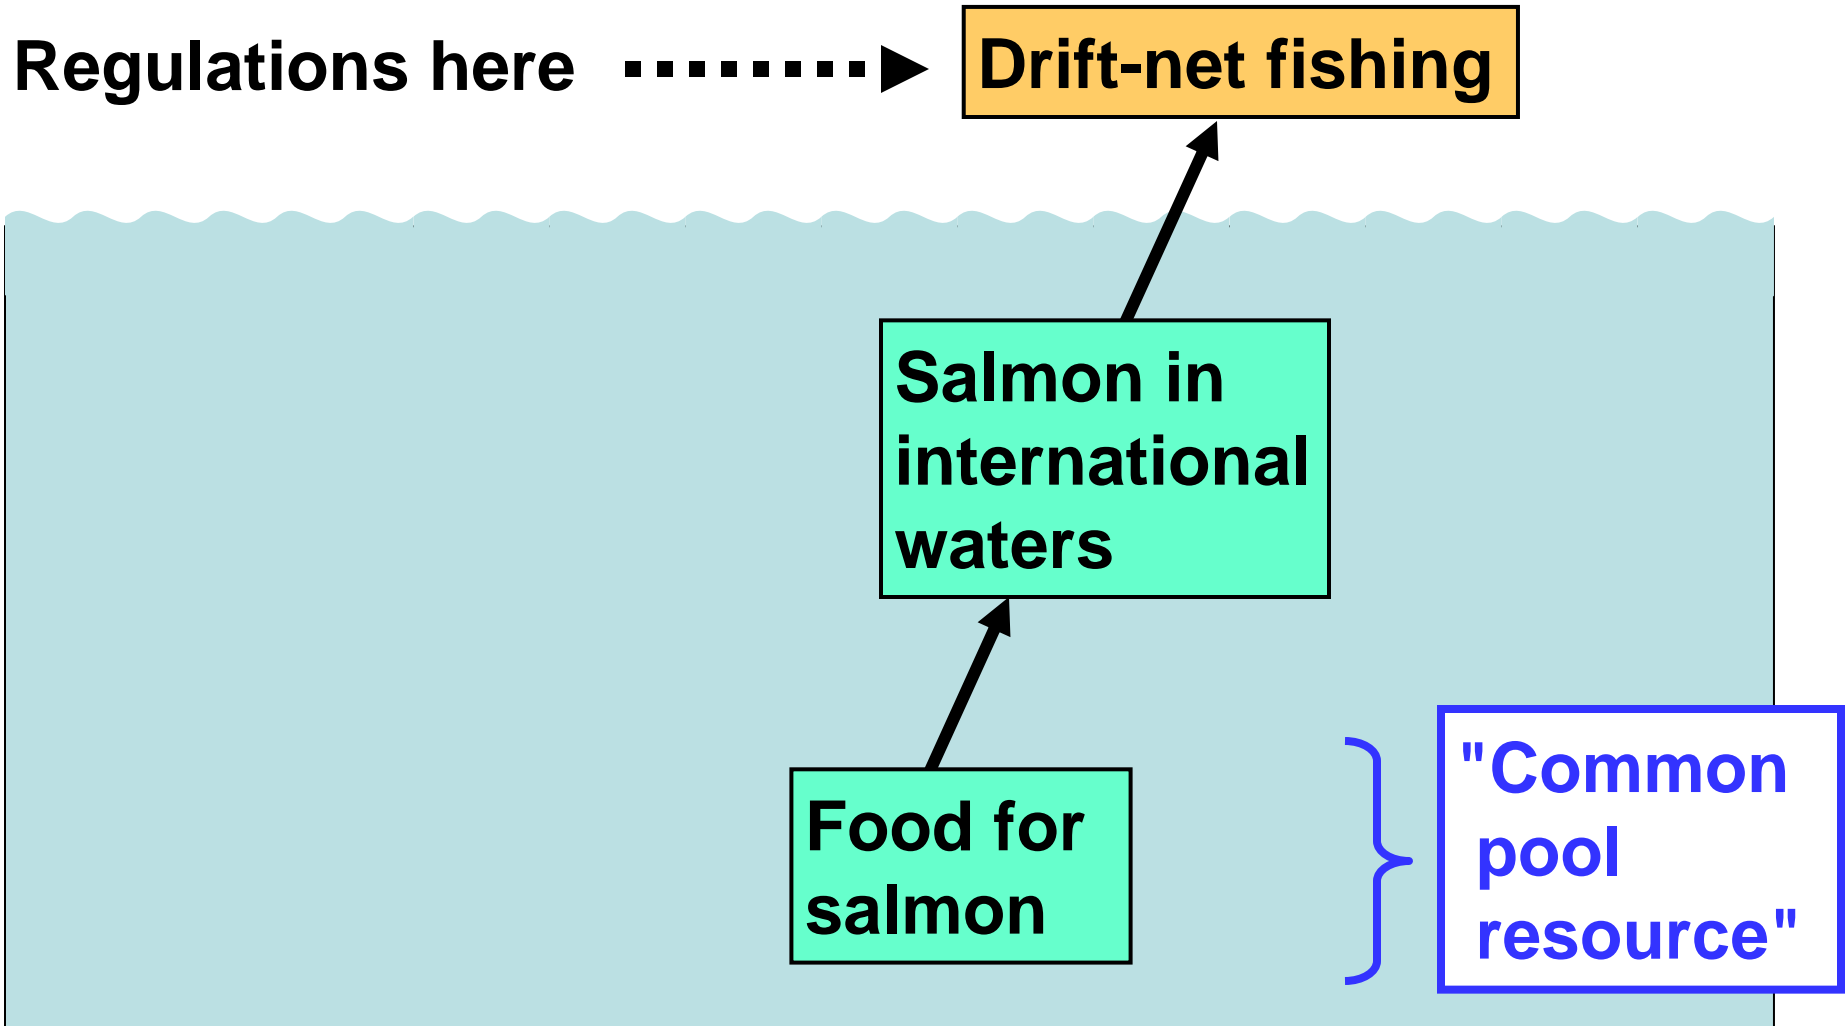 Regulations here
Drift-net fishing
Salmon in
international
waters
Food for
salmon
"Common
pool
resource"